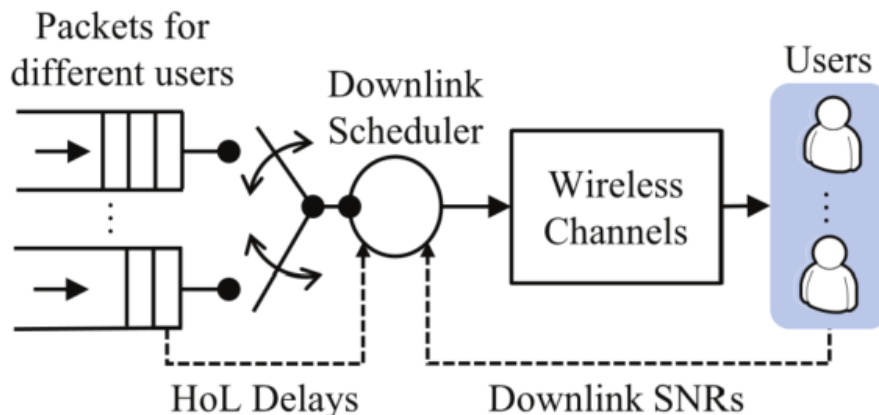 Packets for
different users
Downlink
Scheduler
Users
Wireless
Channels
HoL Delays
Downlink SNRs